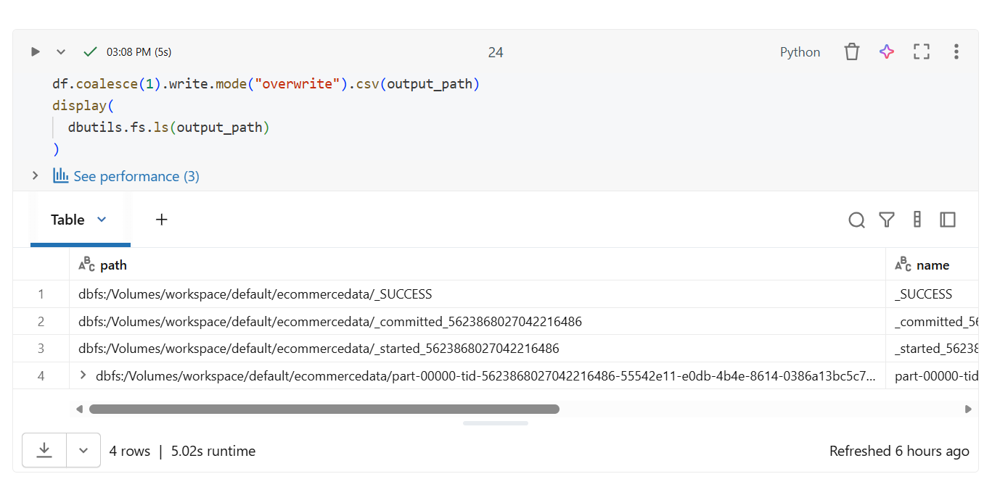 03:08 PM (5s) 24 Python
df.coalesce(1).write.mode("overwrite").csv(output_path)
display(
dbutils.fs.ls(output_path)
)
See performance (3)
Table
path name
1 dbfs:/Volumes/workspace/default/ecommercedata/_SUCCESS _SUCCESS
2 dbfs:/Volumes/workspace/default/ecommercedata/_committed_5623868027042216486 _committed_56
3 dbfs:/Volumes/workspace/default/ecommercedata/_started_5623868027042216486 _started_56238
4 dbfs:/Volumes/workspace/default/ecommercedata/part-00000-tid-5623868027042216486-55542e11-e0db-4b4e-8614-0386a13bc5c7... part-00000-tid
4 rows | 5.02s runtime Refreshed 6 hours ago